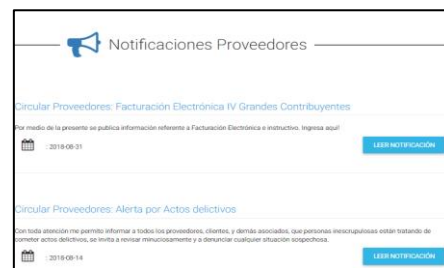 Notificaciones Proveedores
Circular Proveedores: Facturación Electrónica IV Grandes Contribuyentes
Por medio de la presente se publica información referente a Facturación Electrónica e instructivo. Ingresa aquí!
: 2018-08-31
LEER NOTIFICACIÓN
Circular Proveedores: Alerta por Actos delictivos
Con toda atención me permito informar a todos los proveedores, clientes, y demás asociados, que personas inescrupulosas están tratando de
cometer actos delictivos, se invita a revisar minuciosamente y a denunciar cualquier situación sospechosa.
: 2018-08-14
LEER NOTIFICACIÓN